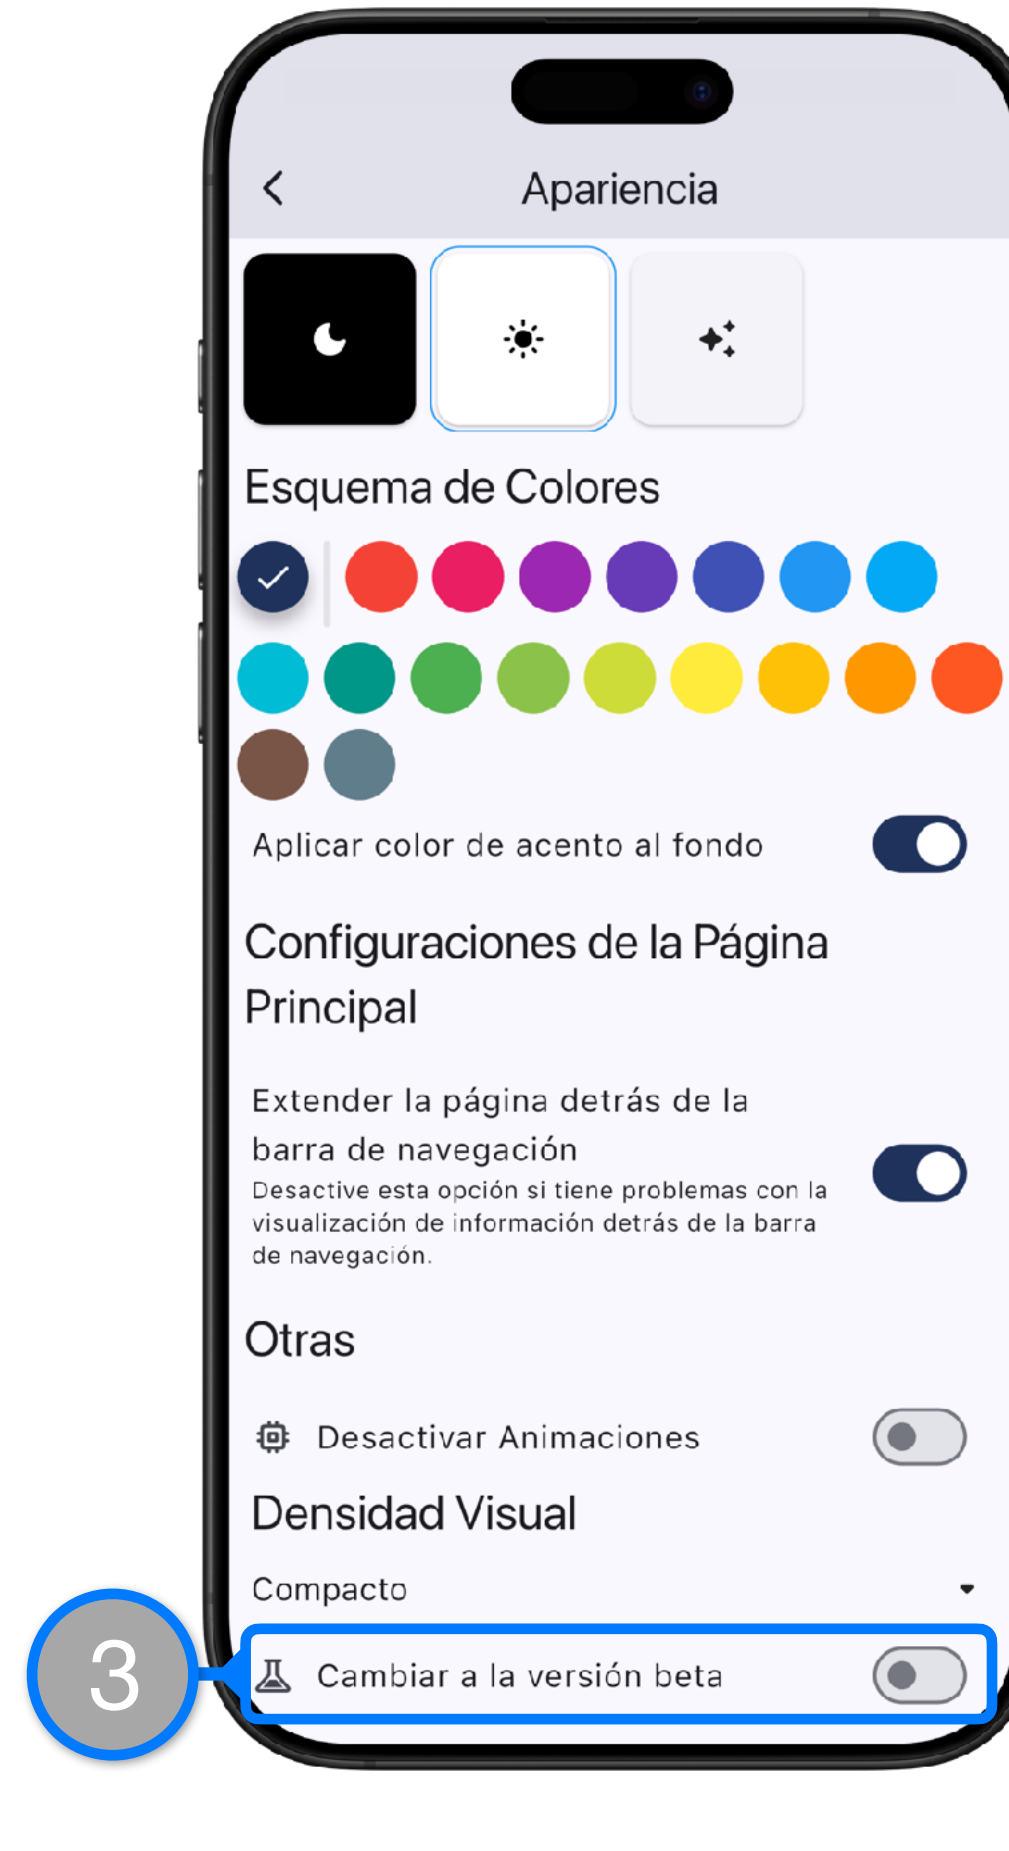 Apariencia
Esquema de Colores
Aplicar color de acento al fondo
Configuraciones de la Página
Principal
Extender la página detrás de la
barra de navegación
Desactive esta opción si tiene problemas con la
visualización de información detrás de la barra
de navegación.
Otras
Desactivar Animaciones
Densidad Visual
Compacto
3
Cambiar a la versión beta